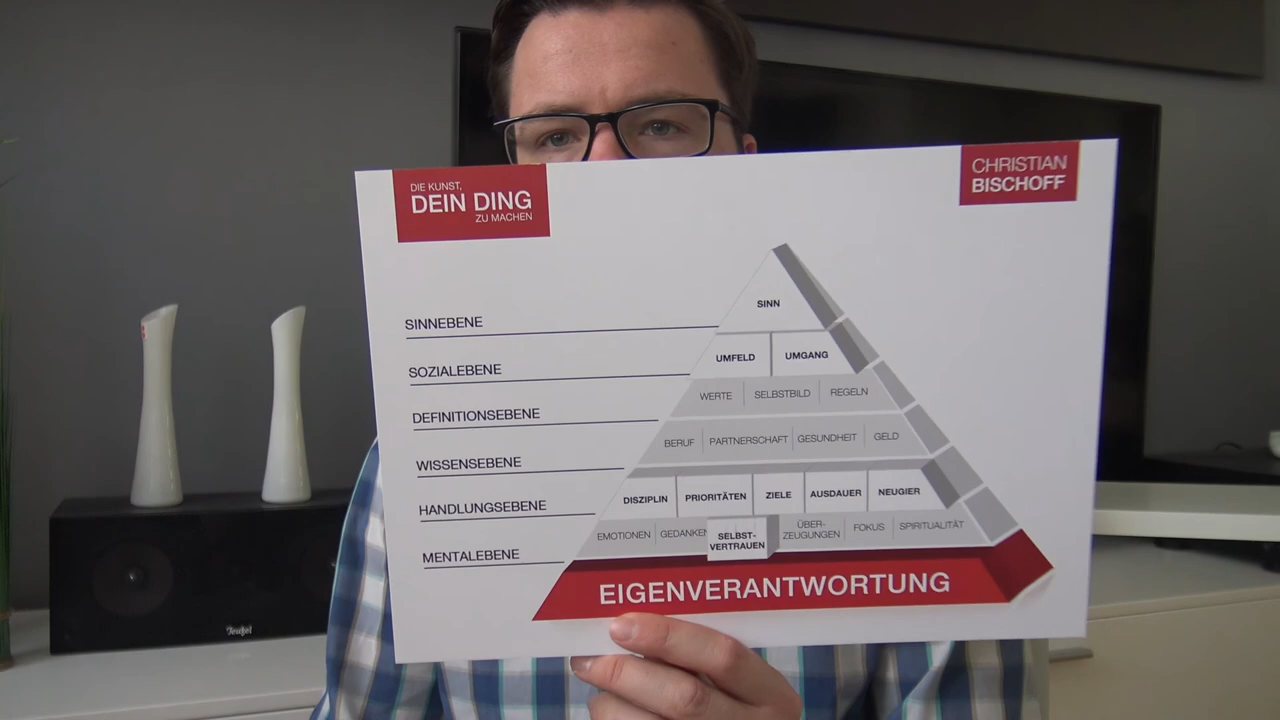 DIE KUNST,
DEIN DING
ZU MACHEN
CHRISTIAN
BISCHOFF
SINNEBENE
SINN
SOZIALEBENE
UMFELD UMGANG
DEFINITIONSEBENE
WERTE SELBSTBILD REGELN
WISSENSEBENE
BERUF PARTNERSCHAFT GESUNDHEIT GELD
HANDLUNGSEBENE
DISZIPLIN PRIORITÄTEN ZIELE AUSDAUER NEUGIER
MENTALEBENE
EMOTIONEN GEDANKEN
SELBST-
VERTRAUEN
ÜBER-
ZEUGUNGEN
FOKUS SPIRITUALITÄT
EIGENVERANTWORTUNG
Teufel